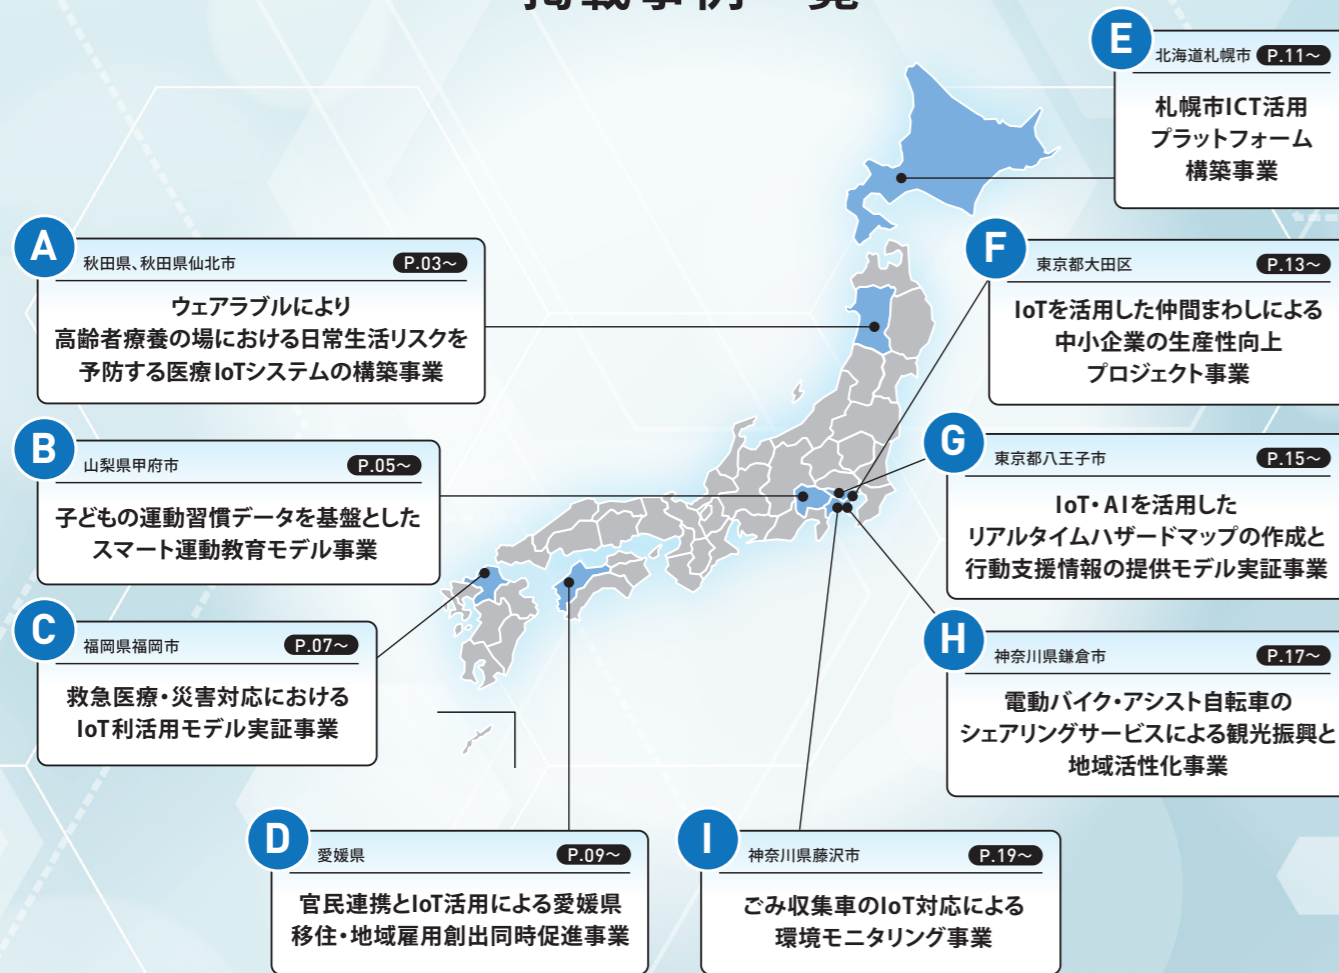 掲載事例一覧
A
秋田県、秋田県仙北市 P.03〜
ウェアラブルにより
高齢者療養の場における日常生活リスクを
予防する医療IoTシステムの構築事業
B
山梨県甲府市 P.05〜
子どもの運動習慣データを基盤とした
スマート運動教育モデル事業
C
福岡県福岡市 P.07〜
救急医療・災害対応における
IoT利活用モデル実証事業
D
愛媛県 P.09〜
官民連携とIoT活用による愛媛県
移住・地域雇用創出同時促進事業
E
北海道札幌市 P.11〜
札幌市ICT活用
プラットフォーム
構築事業
F
東京都大田区 P.13〜
IoTを活用した仲間まわしによる
中小企業の生産性向上
プロジェクト事業
G
東京都八王子市 P.15〜
IoT・AIを活用した
リアルタイムハザードマップの作成と
行動支援情報の提供モデル実証事業
H
神奈川県鎌倉市 P.17〜
電動バイク・アシスト自転車の
シェアリングサービスによる観光振興と
地域活性化事業
I
神奈川県藤沢市 P.19〜
ごみ収集車のIoT対応による
環境モニタリング事業